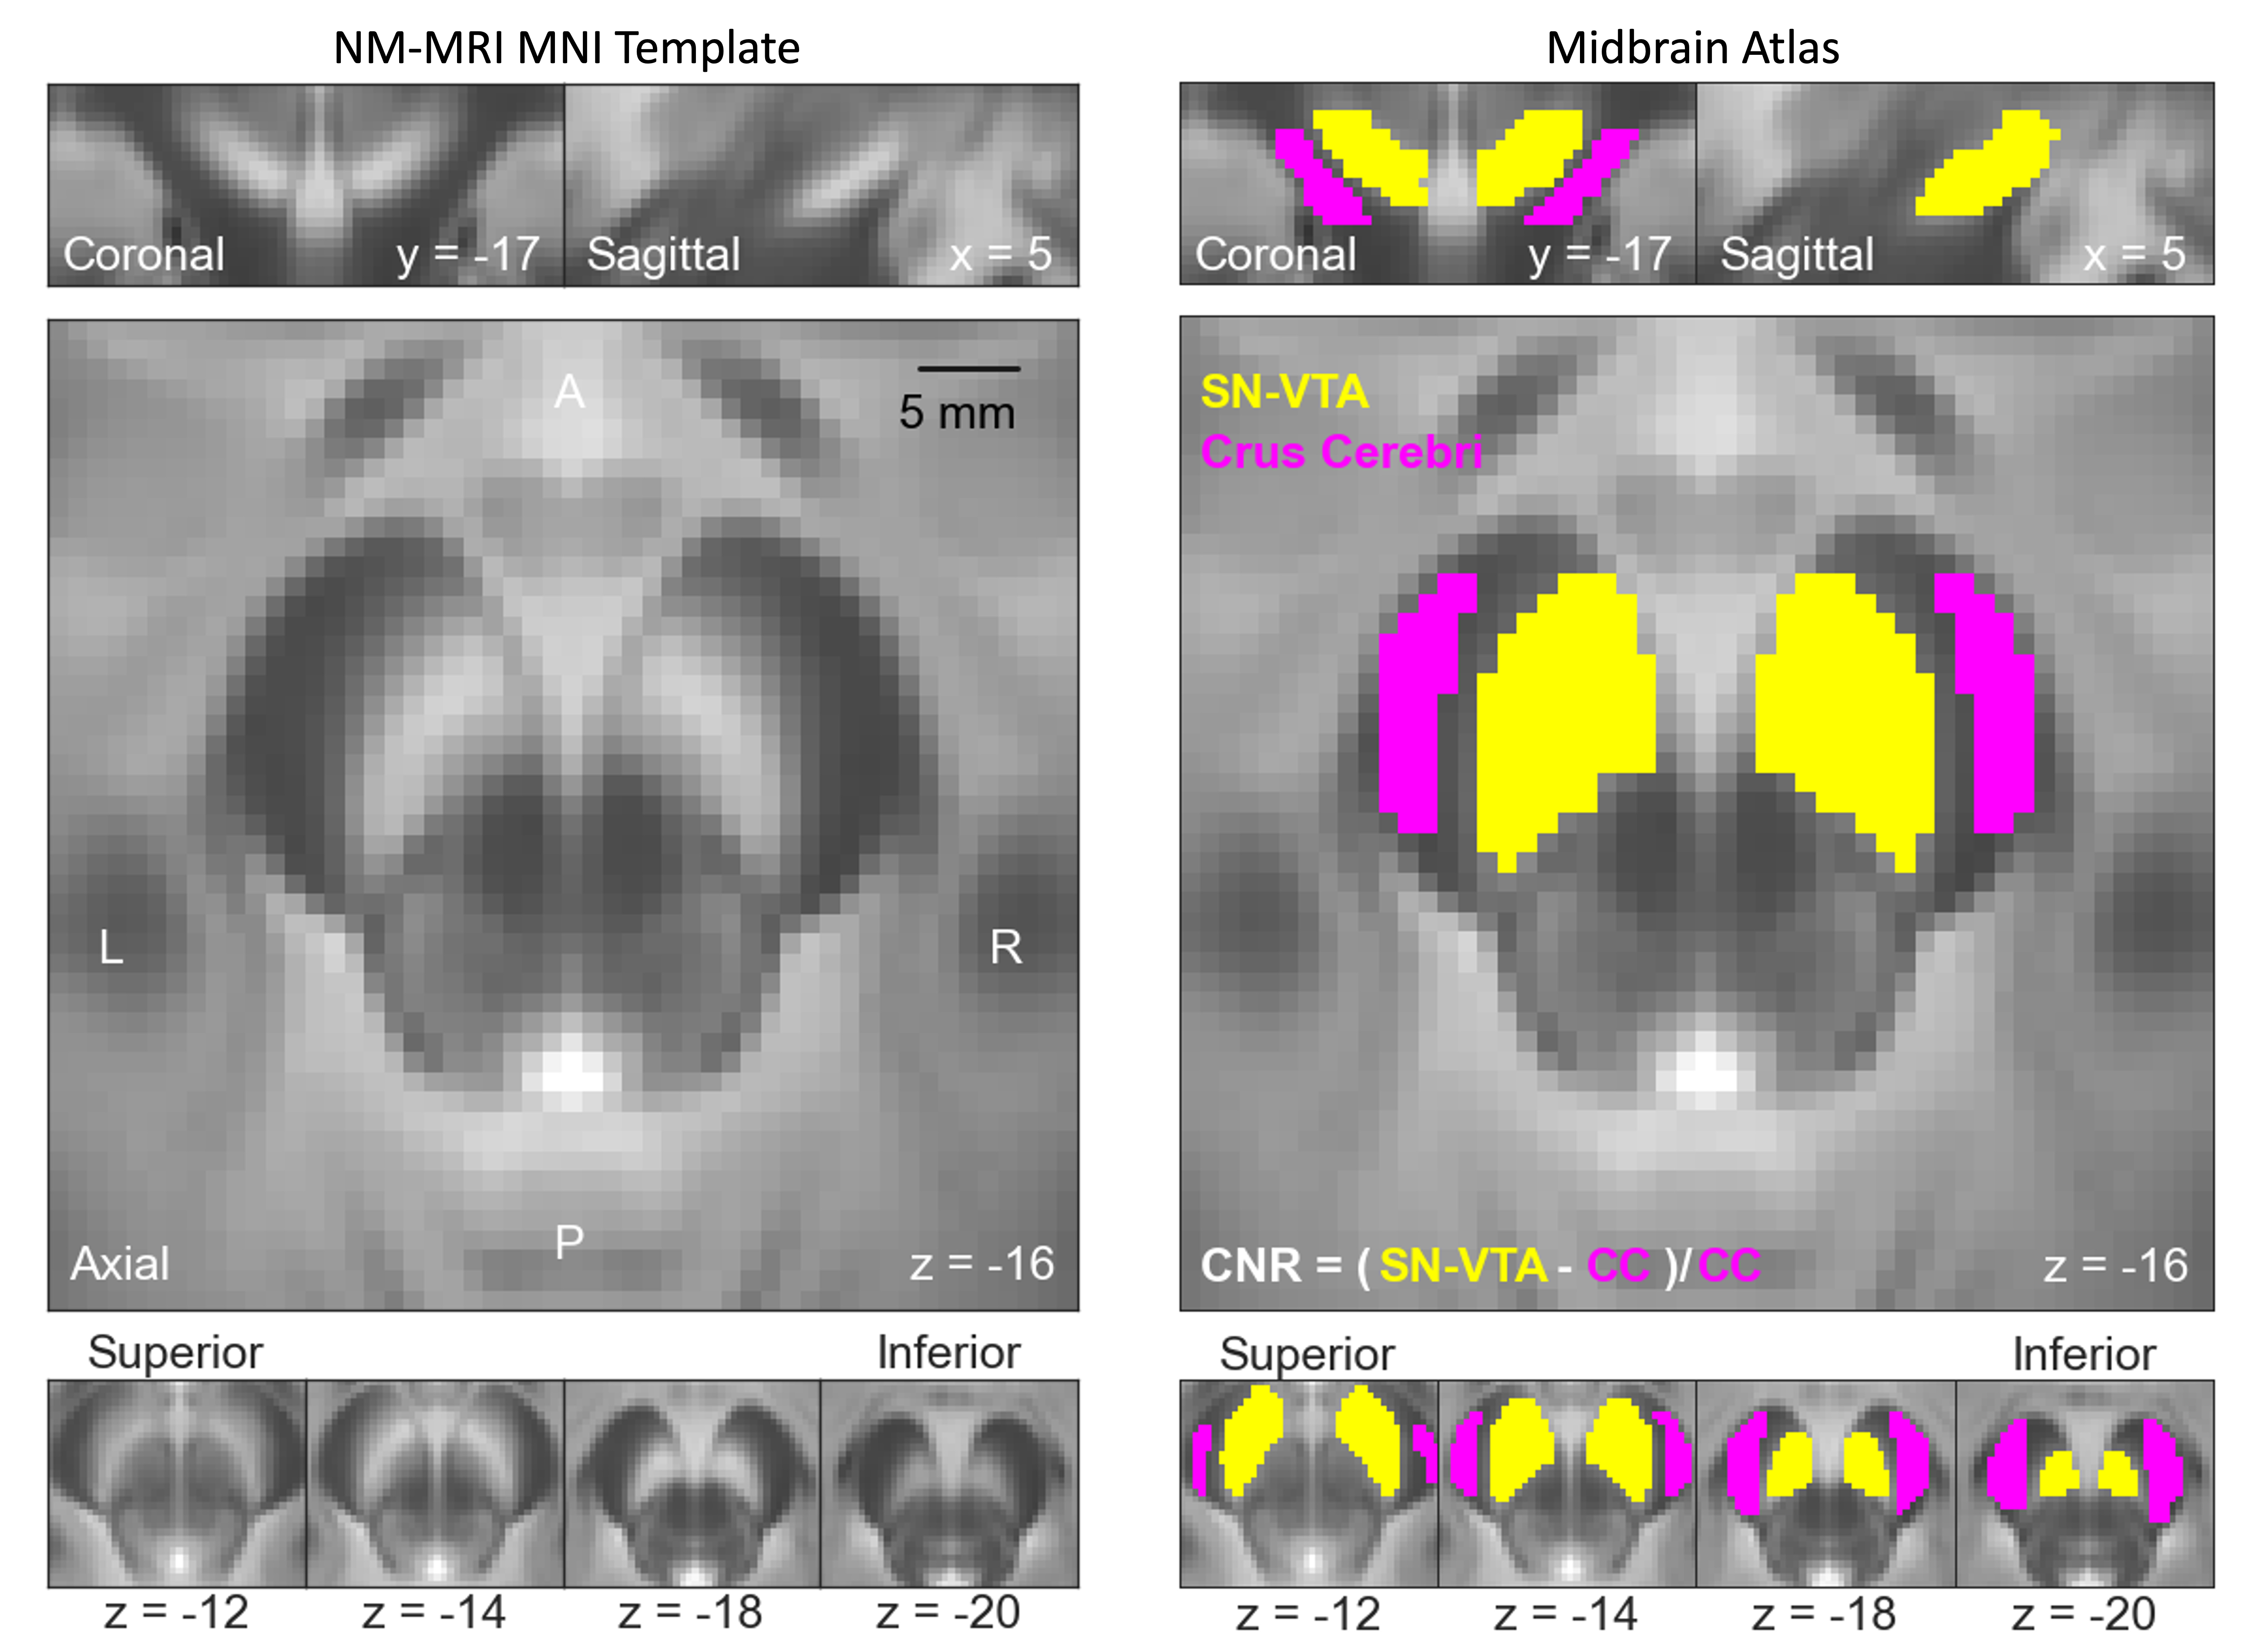 NM-MRI MNI Template
Coronal y = -17 Sagittal x = 5
A
5 mm
L R
P
Axial z = -16
Superior Inferior
z = -12 z = -14 z = -18 z = -20
Midbrain Atlas
Coronal y = -17 Sagittal x = 5
SN-VTA
Crus Cerebri
CNR = ( SN-VTA - CC )/ CC z = -16
Superior Inferior
z = -12 z = -14 z = -18 z = -20